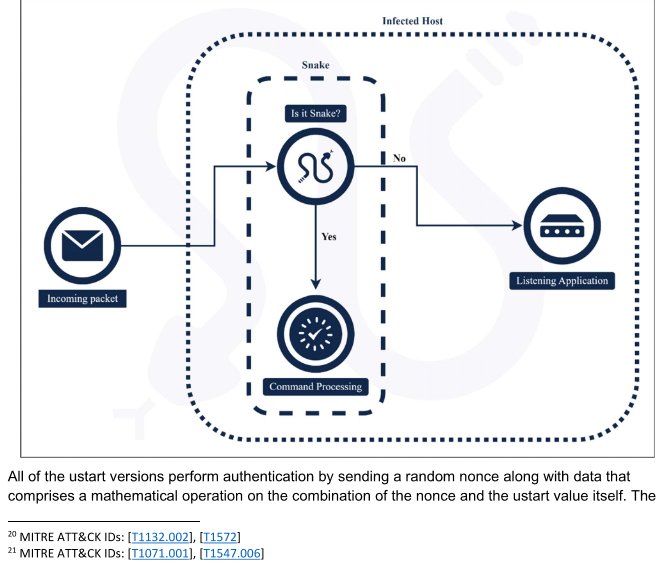 Infected Host
Snake
Is it Snake?
No
Yes
Incoming packet
Listening Application
Command Processing
All of the ustart versions perform authentication by sending a random nonce along with data that
comprises a mathematical operation on the combination of the nonce and the ustart value itself. The
20 MITRE ATT&CK IDs: [T1132.002], [T1572]
21 MITRE ATT&CK IDs: [T1071.001], [T1547.006]